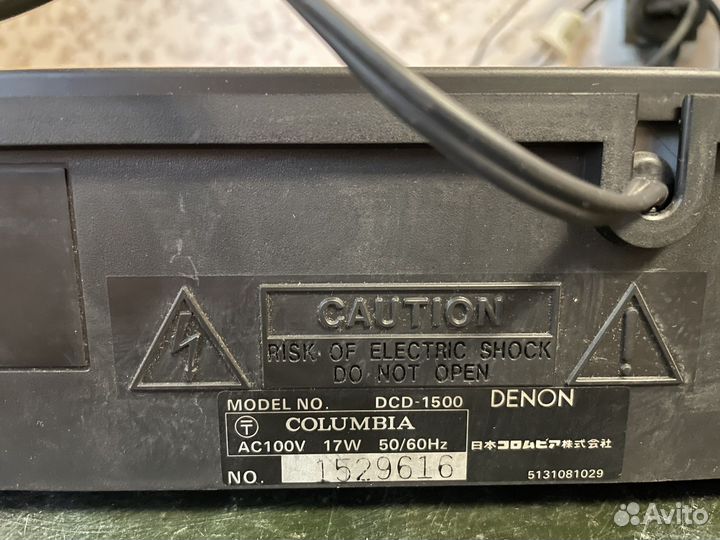 CAUTION
RISK OF ELECTRIC SHOCK
DO NOT OPEN
MODEL NO. DCD-1500 DENON
〒 COLUMBIA
AC100V 17W 50/60Hz 日本コロムビア株式会社
NO. 1529616 5131081029
Avito